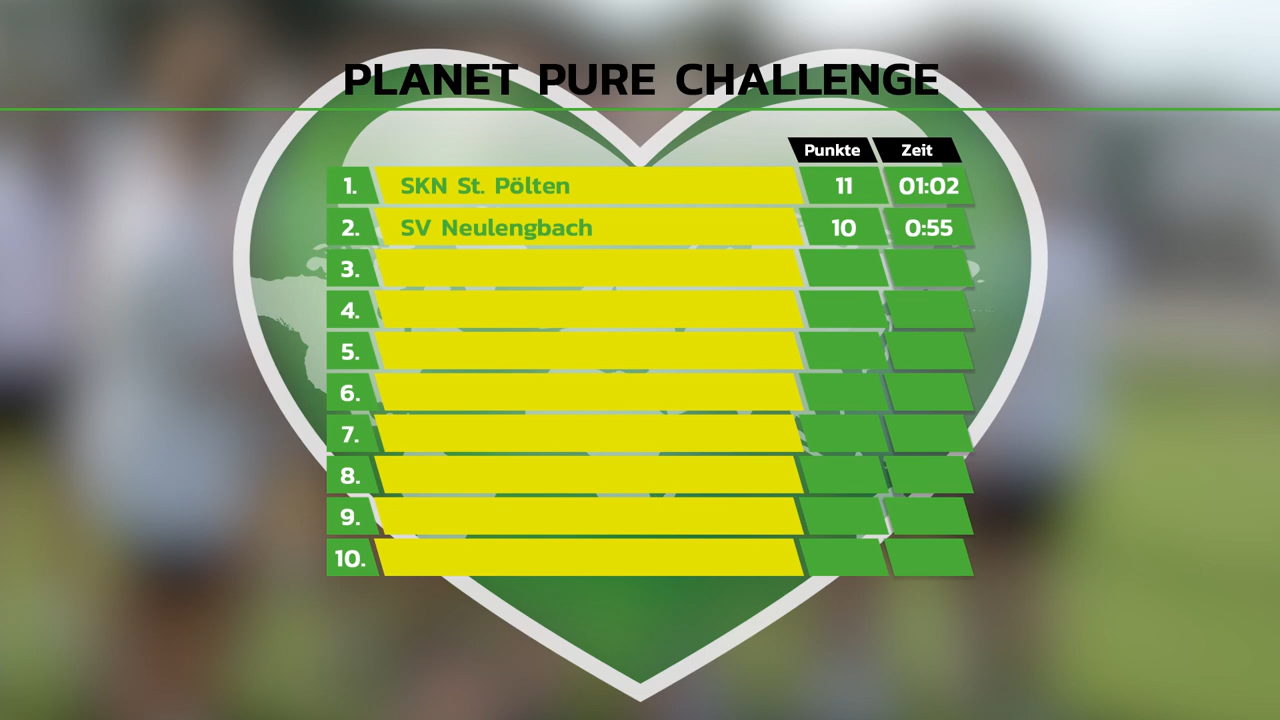 PLANET PURE CHALLENGE
Punkte Zeit
1. SKN St. Pölten 11 01:02
2. SV Neulengbach 10 0:55
3.
4.
5.
6.
7.
8.
9.
10.